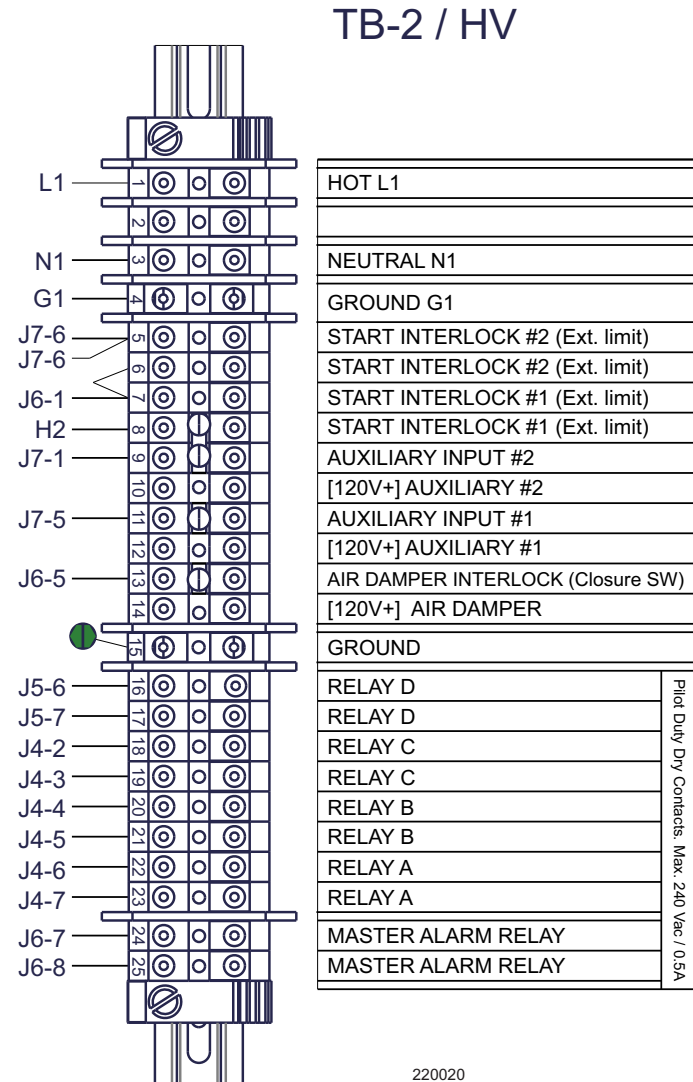 TB-2 / HV
L1 1 HOT L1
2
N1 3 NEUTRAL N1
G1 4 GROUND G1
J7-6 5 START INTERLOCK #2 (Ext. limit)
J7-6 6 START INTERLOCK #2 (Ext. limit)
J6-1 7 START INTERLOCK #1 (Ext. limit)
H2 8 START INTERLOCK #1 (Ext. limit)
J7-1 9 AUXILIARY INPUT #2
10 [120V+] AUXILIARY #2
J7-5 11 AUXILIARY INPUT #1
12 [120V+] AUXILIARY #1
J6-5 13 AIR DAMPER INTERLOCK (Closure SW)
14 [120V+] AIR DAMPER
15 GROUND
J5-6 16 RELAY D
J5-7 17 RELAY D
J4-2 18 RELAY C
J4-3 19 RELAY C
J4-4 20 RELAY B
J4-5 21 RELAY B
J4-6 22 RELAY A
J4-7 23 RELAY A
J6-7 24 MASTER ALARM RELAY
J6-8 25 MASTER ALARM RELAY
Pilot Duty Dry Contacts. Max. 240 Vac / 0.5A
220020